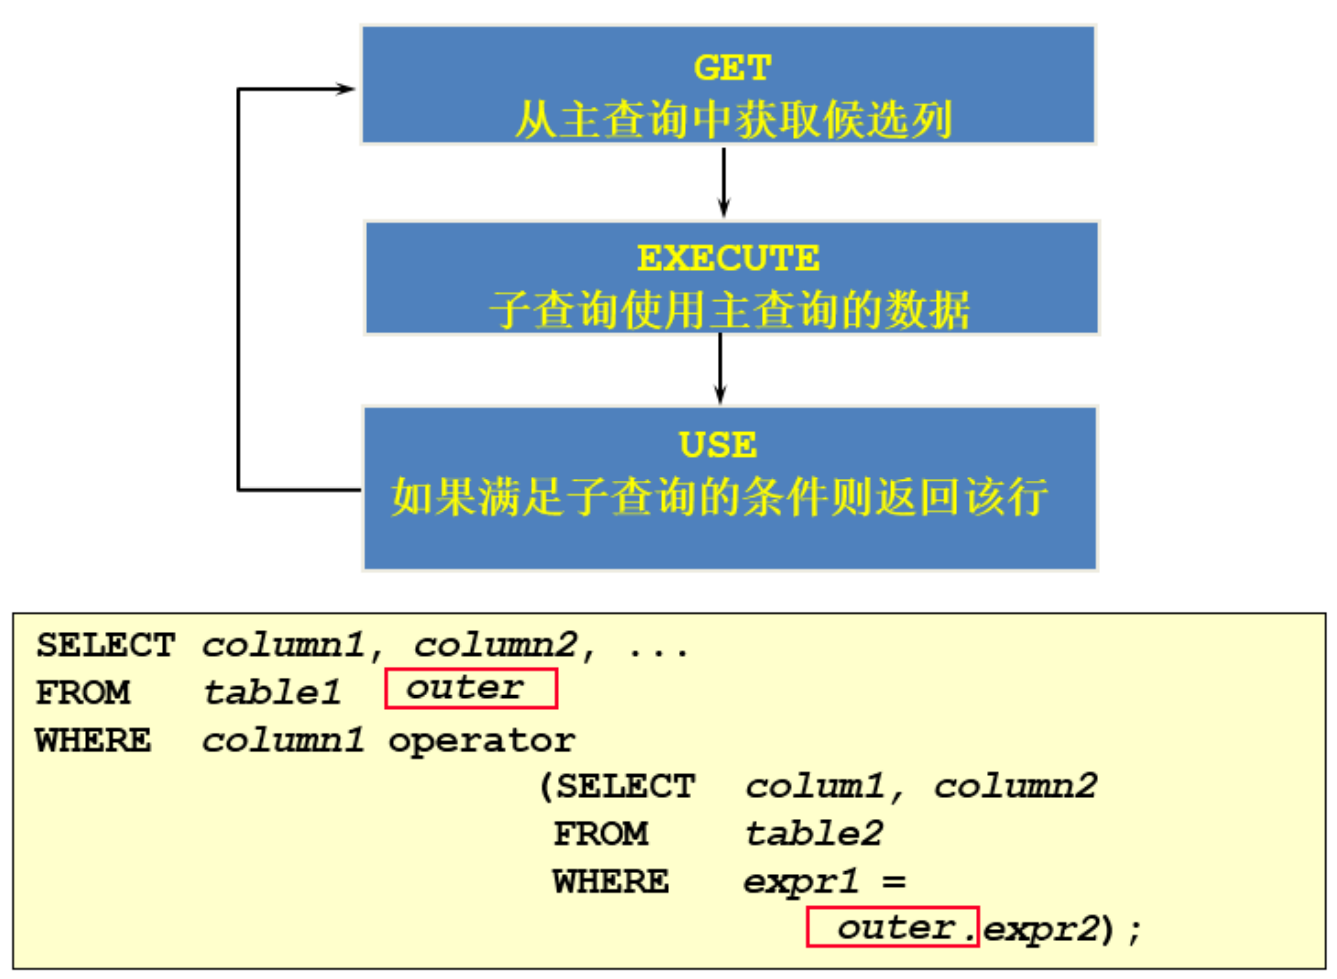 GET
从主查询中获取候选列
EXECUTE
子查询使用主查询的数据
USE
如果满足子查询的条件则返回该行
SELECT column1, column2, ...
FROM table1 outer
WHERE column1 operator
(SELECT colum1, column2
FROM table2
WHERE expr1 =
outer.expr2);